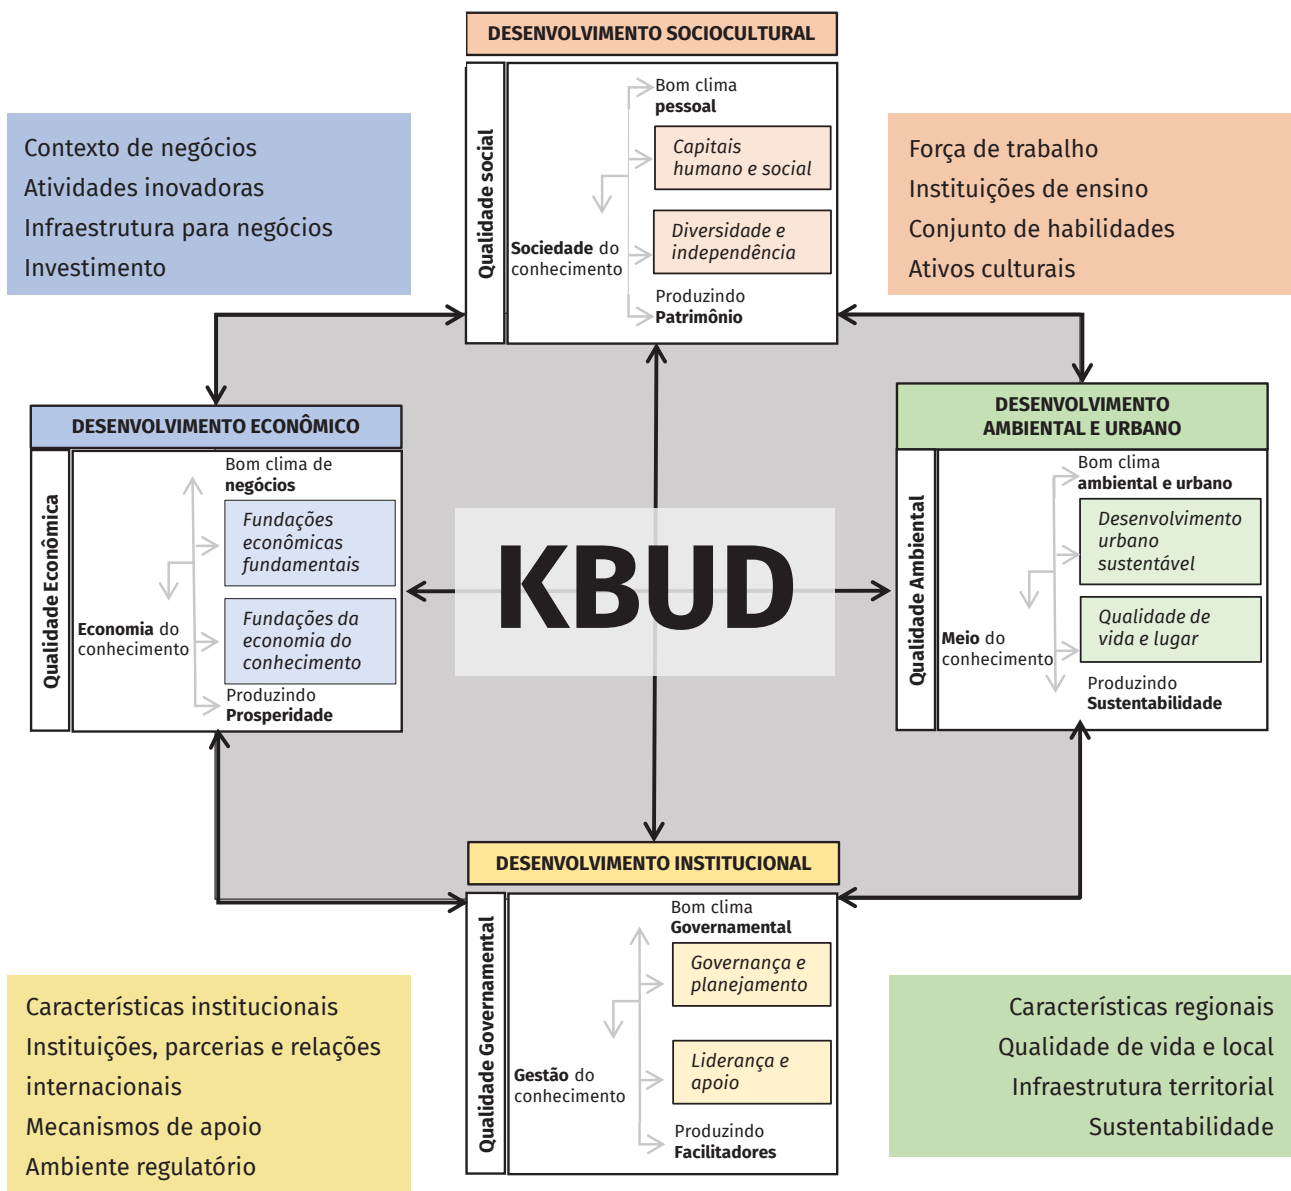 DESENVOLVIMENTO SOCIOCULTURAL
Qualidade social
Bom clima
pessoal
Capitais
humano e social
Diversidade e
independência
Sociedade do
conhecimento
Produzindo
Patrimônio
Contexto de negócios
Atividades inovadoras
Infraestrutura para negócios
Investimento
Força de trabalho
Instituições de ensino
Conjunto de habilidades
Ativos culturais
DESENVOLVIMENTO ECONÔMICO
Qualidade Econômica
Bom clima de
negócios
Fundações
econômicas
fundamentais
Economia do
conhecimento
Fundações da
economia do
conhecimento
Produzindo
Prosperidade
KBUD
DESENVOLVIMENTO
AMBIENTAL E URBANO
Qualidade Ambiental
Bom clima
ambiental e urbano
Desenvolvimento
urbano
sustentável
Meio do
conhecimento
Qualidade de
vida e lugar
Produzindo
Sustentabilidade
DESENVOLVIMENTO INSTITUCIONAL
Qualidade Governamental
Bom clima
Governamental
Governança e
planejamento
Gestão do
conhecimento
Liderança e
apoio
Produzindo
Facilitadores
Características institucionais
Instituições, parcerias e relações
internacionais
Mecanismos de apoio
Ambiente regulatório
Características regionais
Qualidade de vida e local
Infraestrutura territorial
Sustentabilidade